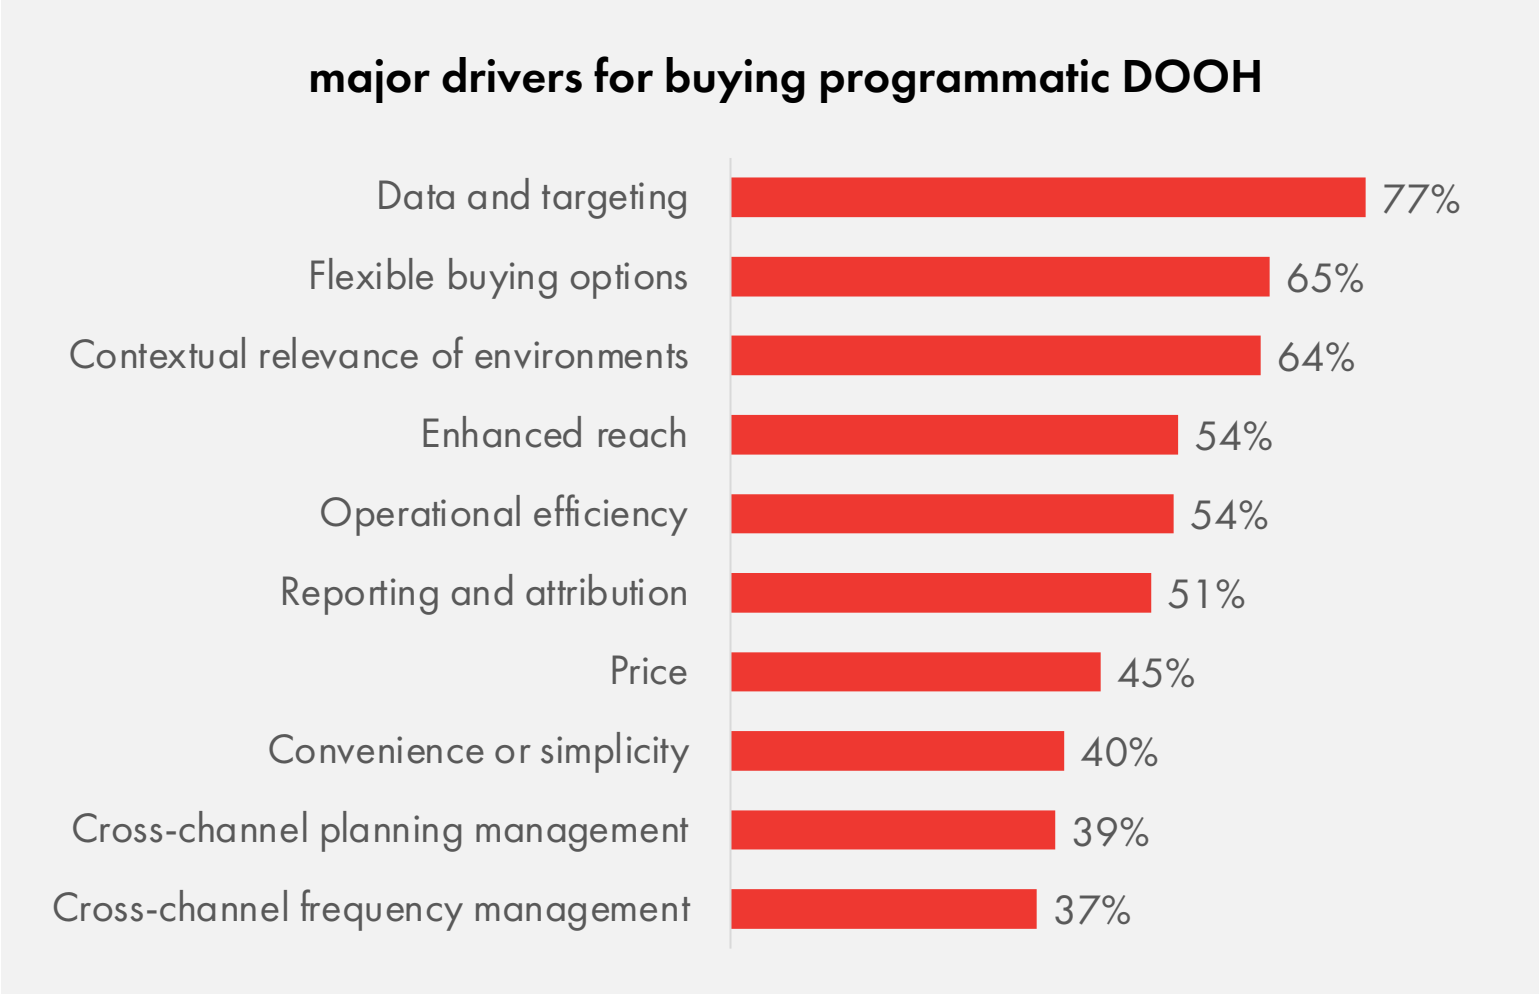 major drivers for buying programmatic DOOH
Data and targeting 77%
Flexible buying options 65%
Contextual relevance of environments 64%
Enhanced reach 54%
Operational efficiency 54%
Reporting and attribution 51%
Price 45%
Convenience or simplicity 40%
Cross-channel planning management 39%
Cross-channel frequency management 37%